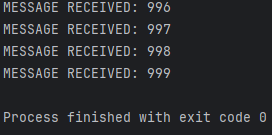 MESSAGE RECEIVED: 996
MESSAGE RECEIVED: 997
MESSAGE RECEIVED: 998
MESSAGE RECEIVED: 999
Process finished with exit code 0